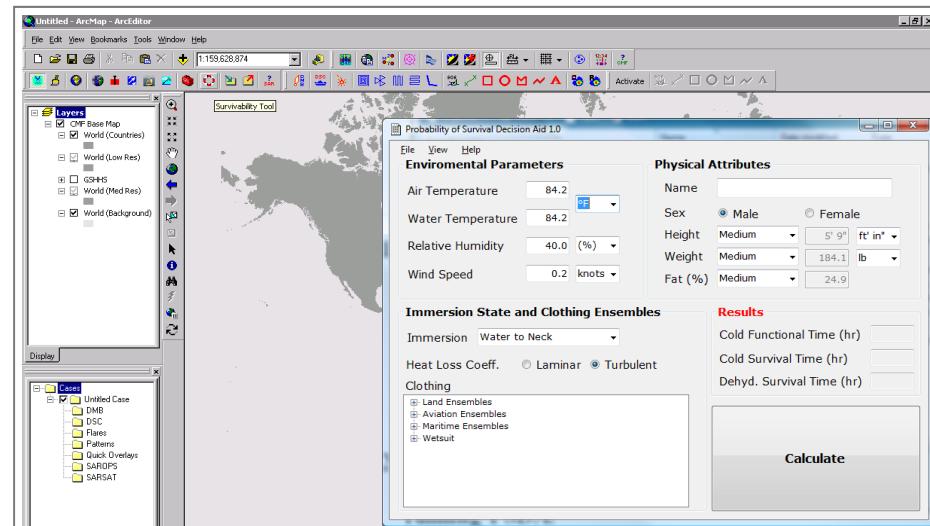 Untitled - ArcMap - ArcEditor
File Edit View Bookmarks Tools Window Help
1:159,628,874
Activate
Survivability Tool
Layers
CMF Base Map
World (Countries)
World (Low Res)
GSHHS
World (Med Res)
World (Background)
Display
Cases
Untitled Case
DMB
DSC
Flares
Patterns
Quick Overlays
SAROPS
SARSAT
Probability of Survival Decision Aid 1.0
File View Help
Enviromental Parameters
Air Temperature 84.2
°F
Water Temperature 84.2
Relative Humidity 40.0 (%)
Wind Speed 0.2 knots
Physical Attributes
Name
Sex Male Female
Height Medium 5' 9" ft' in"
Weight Medium 184.1 lb
Fat (%) Medium 24.9
Immersion State and Clothing Ensembles
Immersion Water to Neck
Heat Loss Coeff. Laminar Turbulent
Clothing
Land Ensembles
Aviation Ensembles
Maritime Ensembles
Wetsuit
Results
Cold Functional Time (hr)
Cold Survival Time (hr)
Dehyd. Survival Time (hr)
Calculate